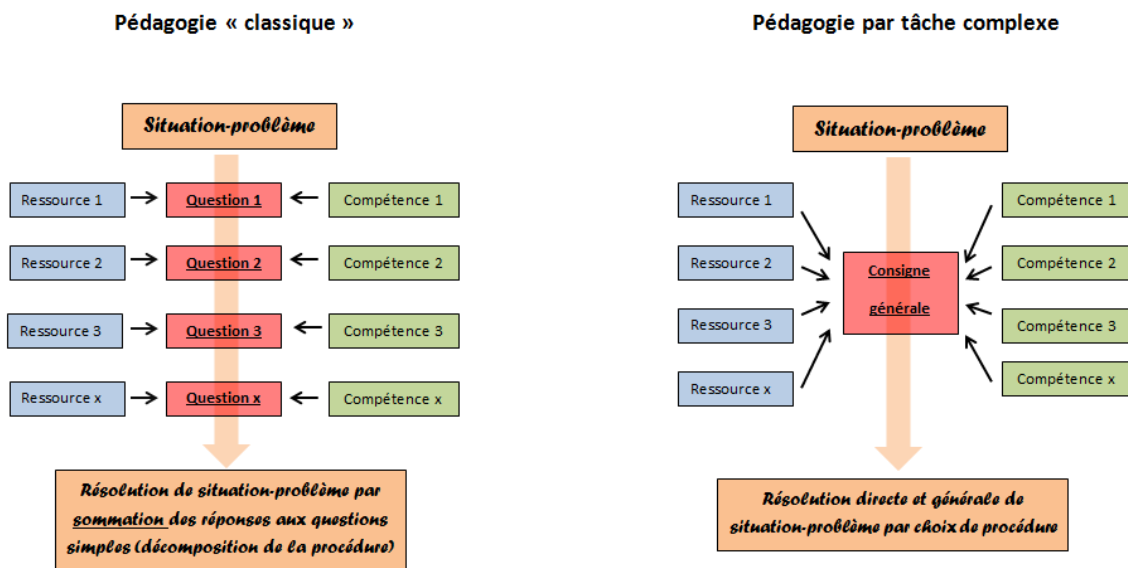 Pédagogie « classique »
Situation-problème
Ressource 1
Question 1
Compétence 1
Ressource 2
Question 2
Compétence 2
Ressource 3
Question 3
Compétence 3
Ressource x
Question x
Compétence x
Résolution de situation-problème par
sommation des réponses aux questions
simples (décomposition de la procédure)
Pédagogie par tâche complexe
Situation-problème
Ressource 1
Ressource 2
Ressource 3
Ressource x
Consigne
générale
Compétence 1
Compétence 2
Compétence 3
Compétence x
Résolution directe et générale de
situation-problème par choix de procédure